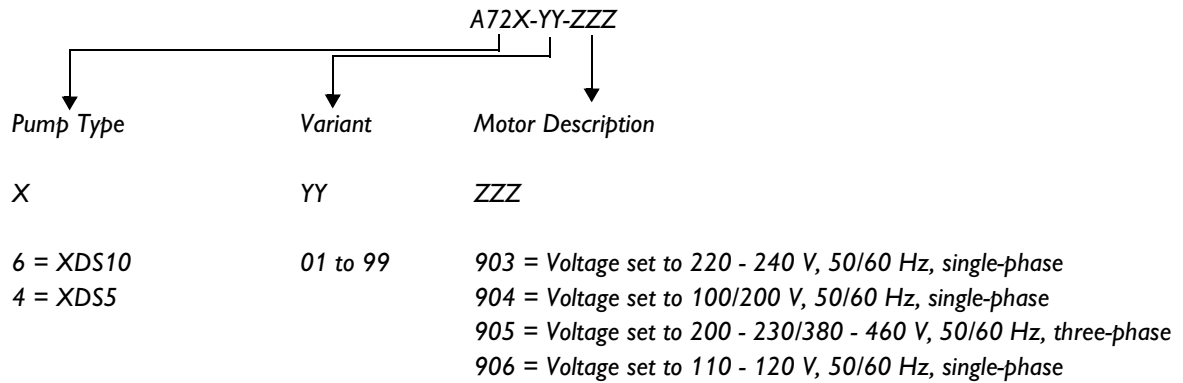 A72X-YY-ZZZ
Pump Type Variant Motor Description
X YY ZZZ
6 = XDS10 01 to 99 903 = Voltage set to 220 - 240 V, 50/60 Hz, single-phase
4 = XDS5 904 = Voltage set to 100/200 V, 50/60 Hz, single-phase
905 = Voltage set to 200 - 230/380 - 460 V, 50/60 Hz, three-phase
906 = Voltage set to 110 - 120 V, 50/60 Hz, single-phase